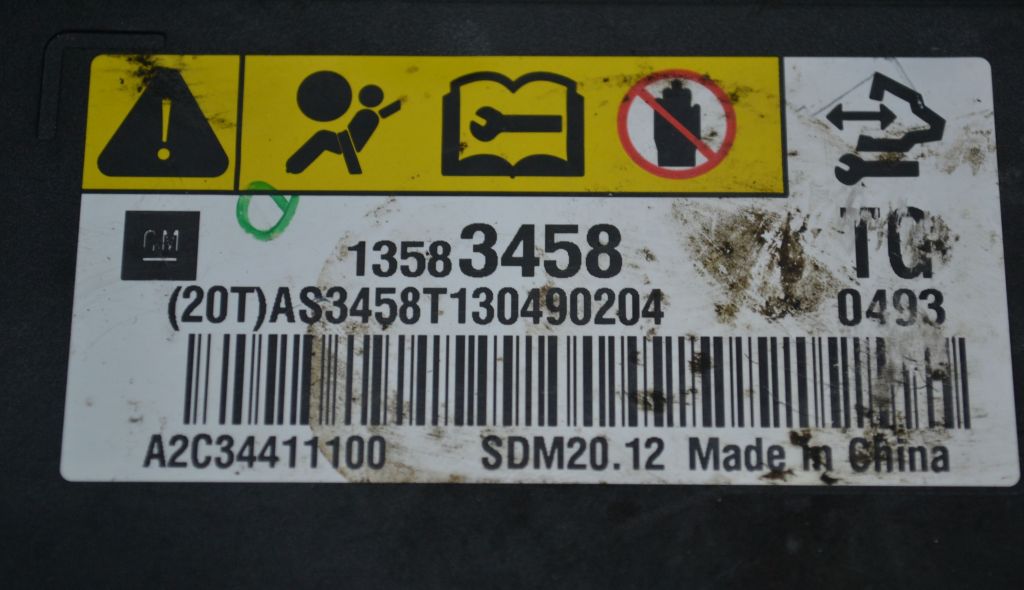 GM
13583458 TG
(20T)AS3458T130490204 0493
A2C34411100 SDM20.12 Made in China